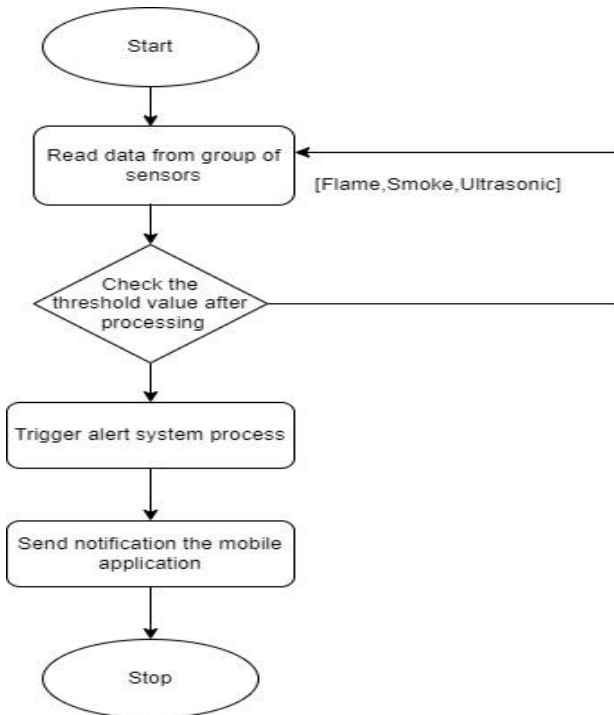 Start
Read data from group of
sensors
[Flame,Smoke,Ultrasonic]
Check the
threshold value after
processing
Trigger alert system process
Send notification the mobile
application
Stop